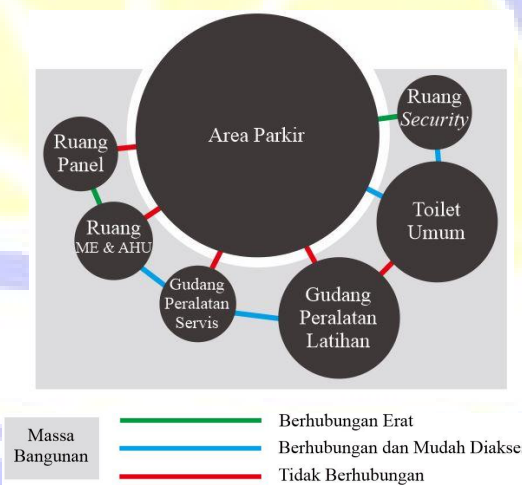 Area Parkir
Ruang
Security
Ruang
Panel
Toilet
Umum
Ruang
ME & AHU
Gudang
Peralatan
Servis
Gudang
Peralatan
Latihan
Massa
Bangunan
Berhubungan Erat
Berhubungan dan Mudah Diakse
Tidak Berhubungan